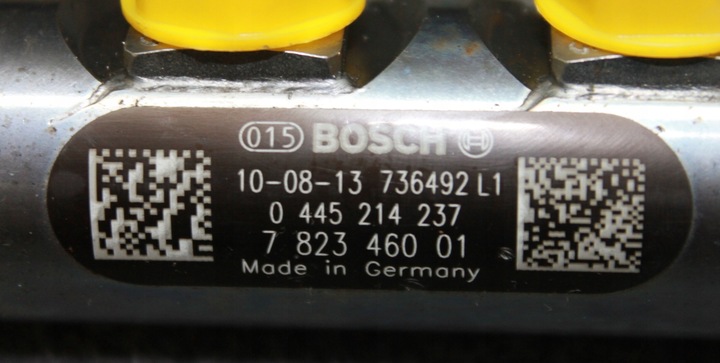 015 BOSCH
10-08-13 736492 L1
0 445 214 237
7 823 460 01
Made in Germany